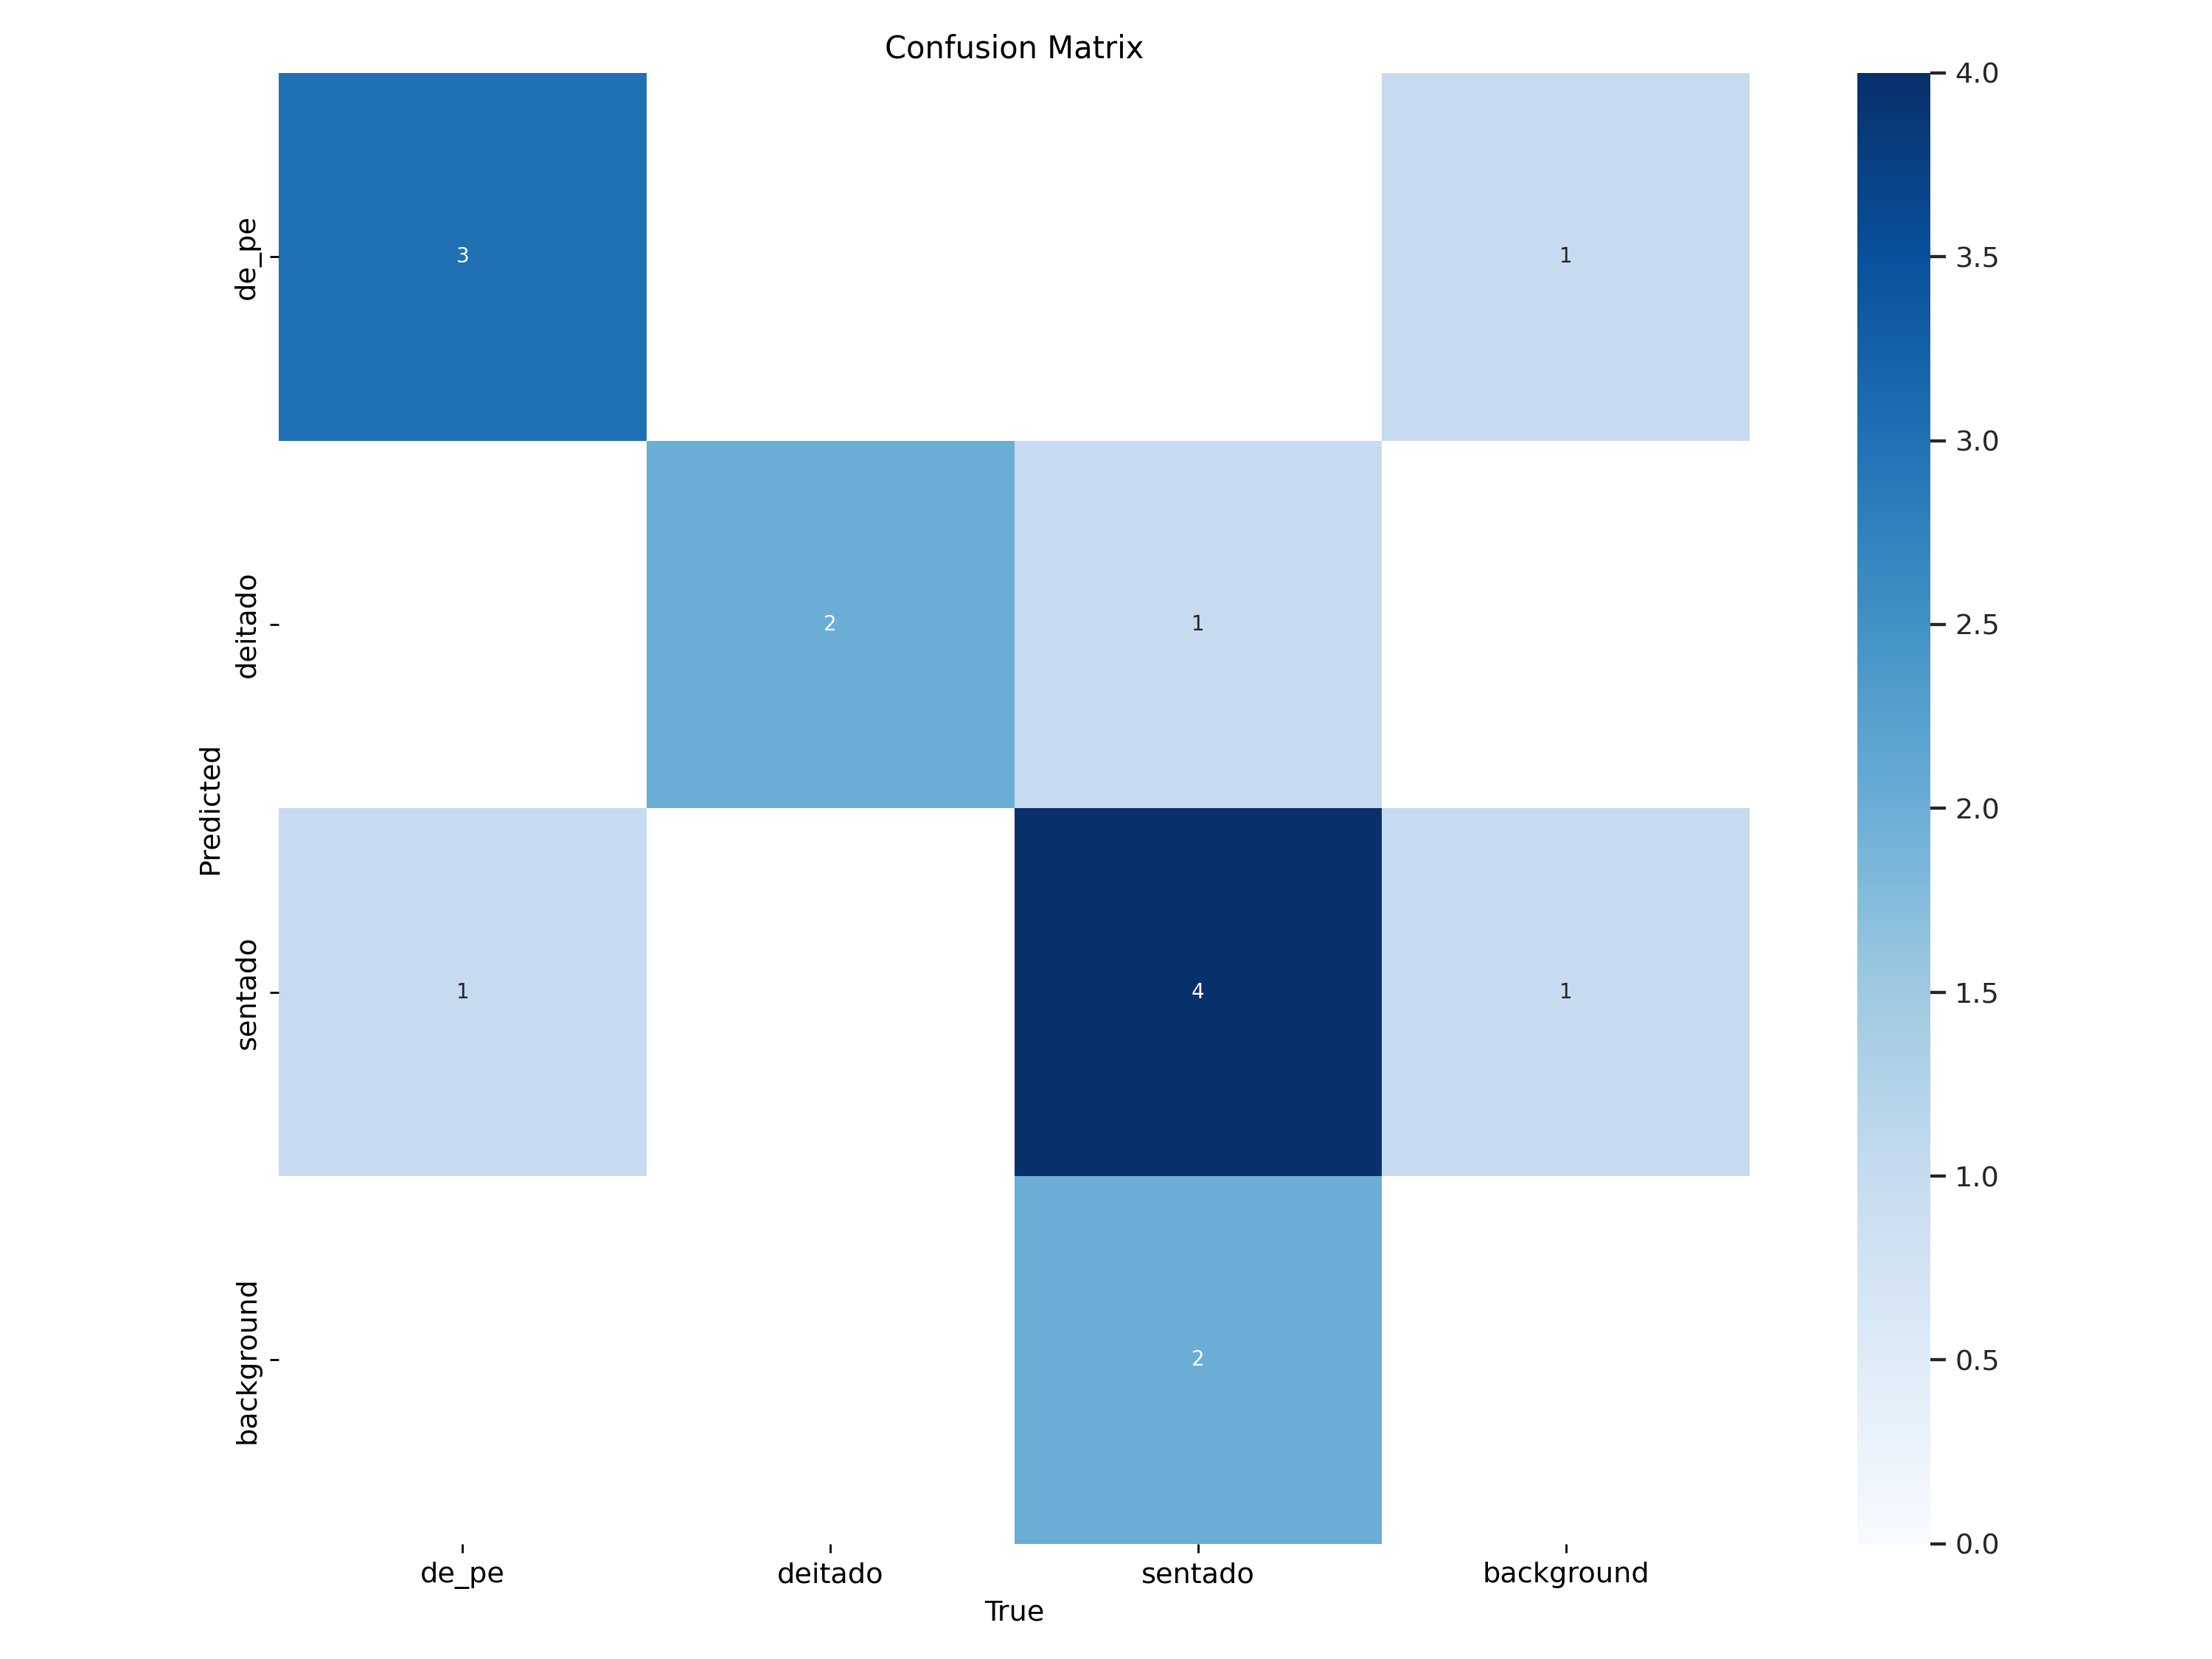 Confusion Matrix
4.0
3.5
3.0
2.5
2.0
1.5
1.0
0.5
0.0
Predicted
de_pe
3
1
deitado
2
1
sentado
1
4
1
background
2
de_pe
deitado
sentado
background
True